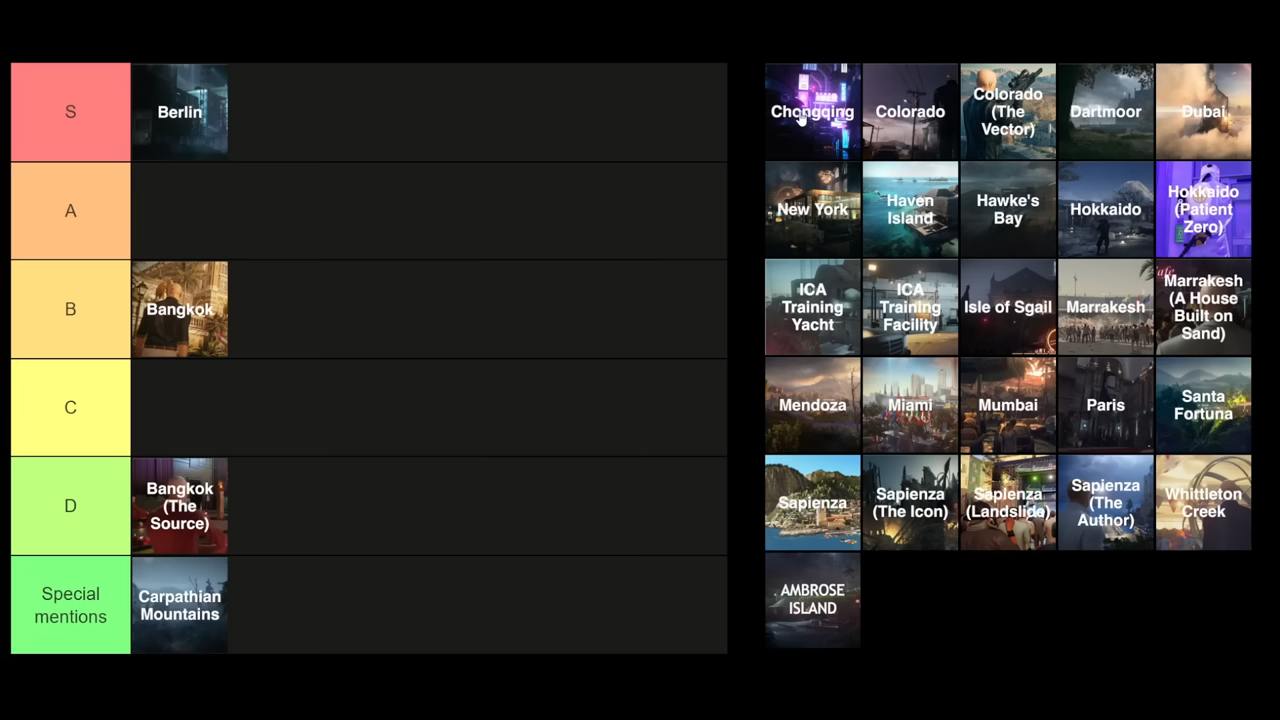 S
Berlin
A
B
Bangkok
C
D
Bangkok
(The
Source)
Special
mentions
Carpathian
Mountains
Chongqing
Colorado
Colorado
(The
Vector)
Dartmoor
Dubai
New York
Haven
Island
Hawke's
Bay
Hokkaido
Hokkaido
(Patient
Zero)
ICA
Training
Yacht
ICA
Training
Facility
Isle of Sgail
Marrakesh
Marrakesh
(A House
Built on
Sand)
Mendoza
Miami
Mumbai
Paris
Santa
Fortuna
Sapienza
Sapienza
(The Icon)
Sapienza
(Landslide)
Sapienza
(The
Author)
Whittleton
Creek
AMBROSE
ISLAND